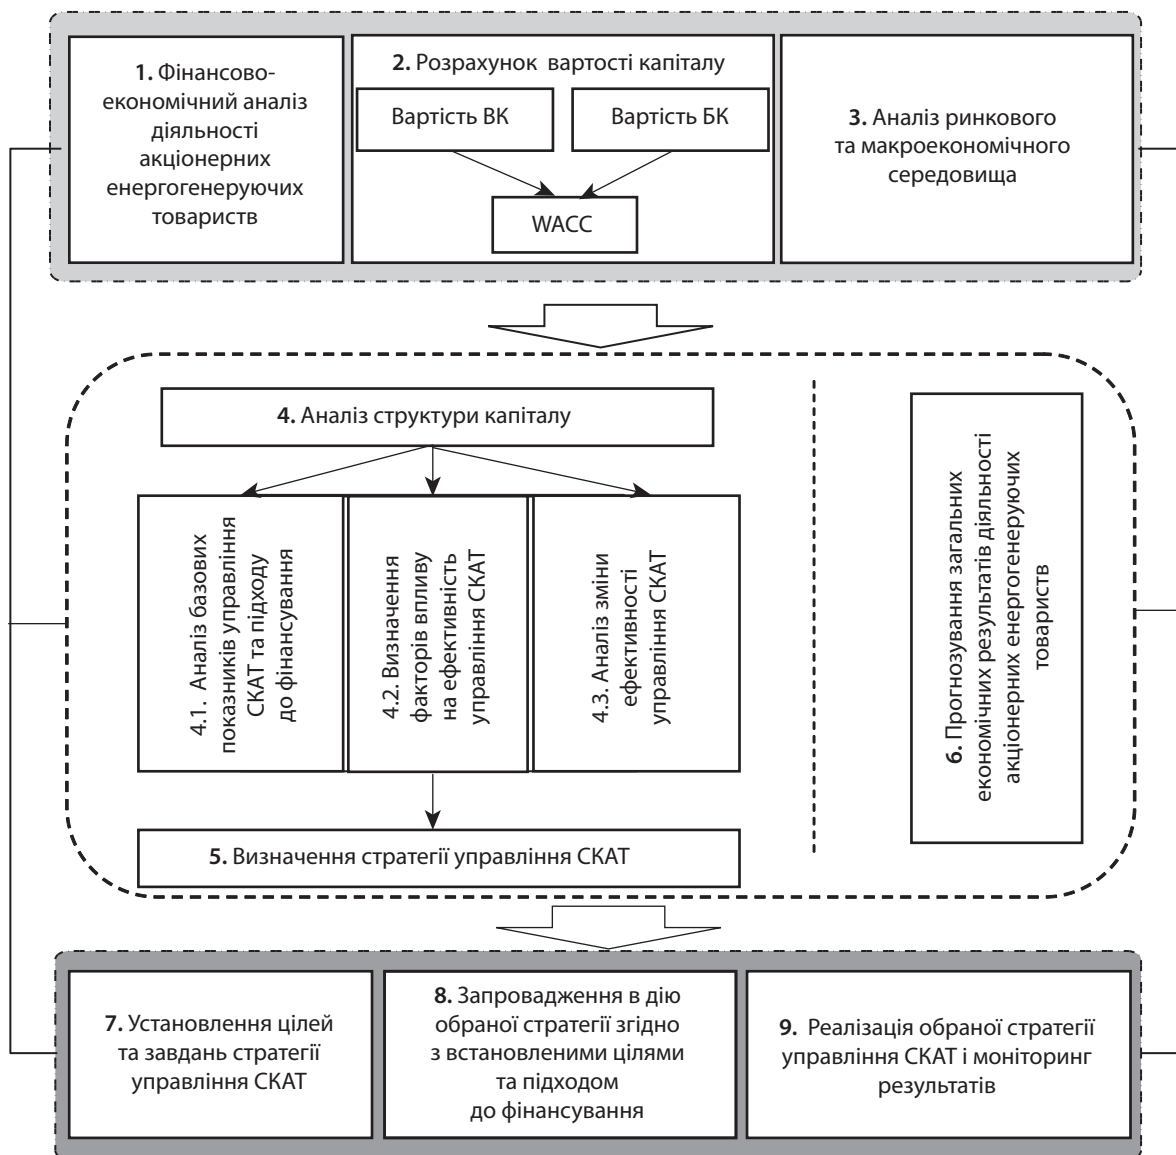 1. Фінансово-
економічний аналіз
діяльності
акціонерних
енергогенеруючих
товариств
2. Розрахунок вартості капіталу
Вартість ВК
Вартість БК
WACC
3. Аналіз ринкового
та макроекономічного
середовища
4. Аналіз структури капіталу
4.1. Аналіз базових
показників управління
СКАТ та підходу
до фінансування
4.2. Визначення
факторів впливу
на ефективність
управління СКАТ
4.3. Аналіз зміни
ефективності
управління СКАТ
5. Визначення стратегії управління СКАТ
6. Прогнозування загальних
економічних результатів діяльності
акціонерних енергогенеруючих
товариств
7. Установлення цілей
та завдань стратегії
управління СКАТ
8. Запровадження в дію
обраної стратегії згідно
з встановленими цілями
та підходом
до фінансування
9. Реалізація обраної стратегії
управління СКАТ і моніторинг
результатів